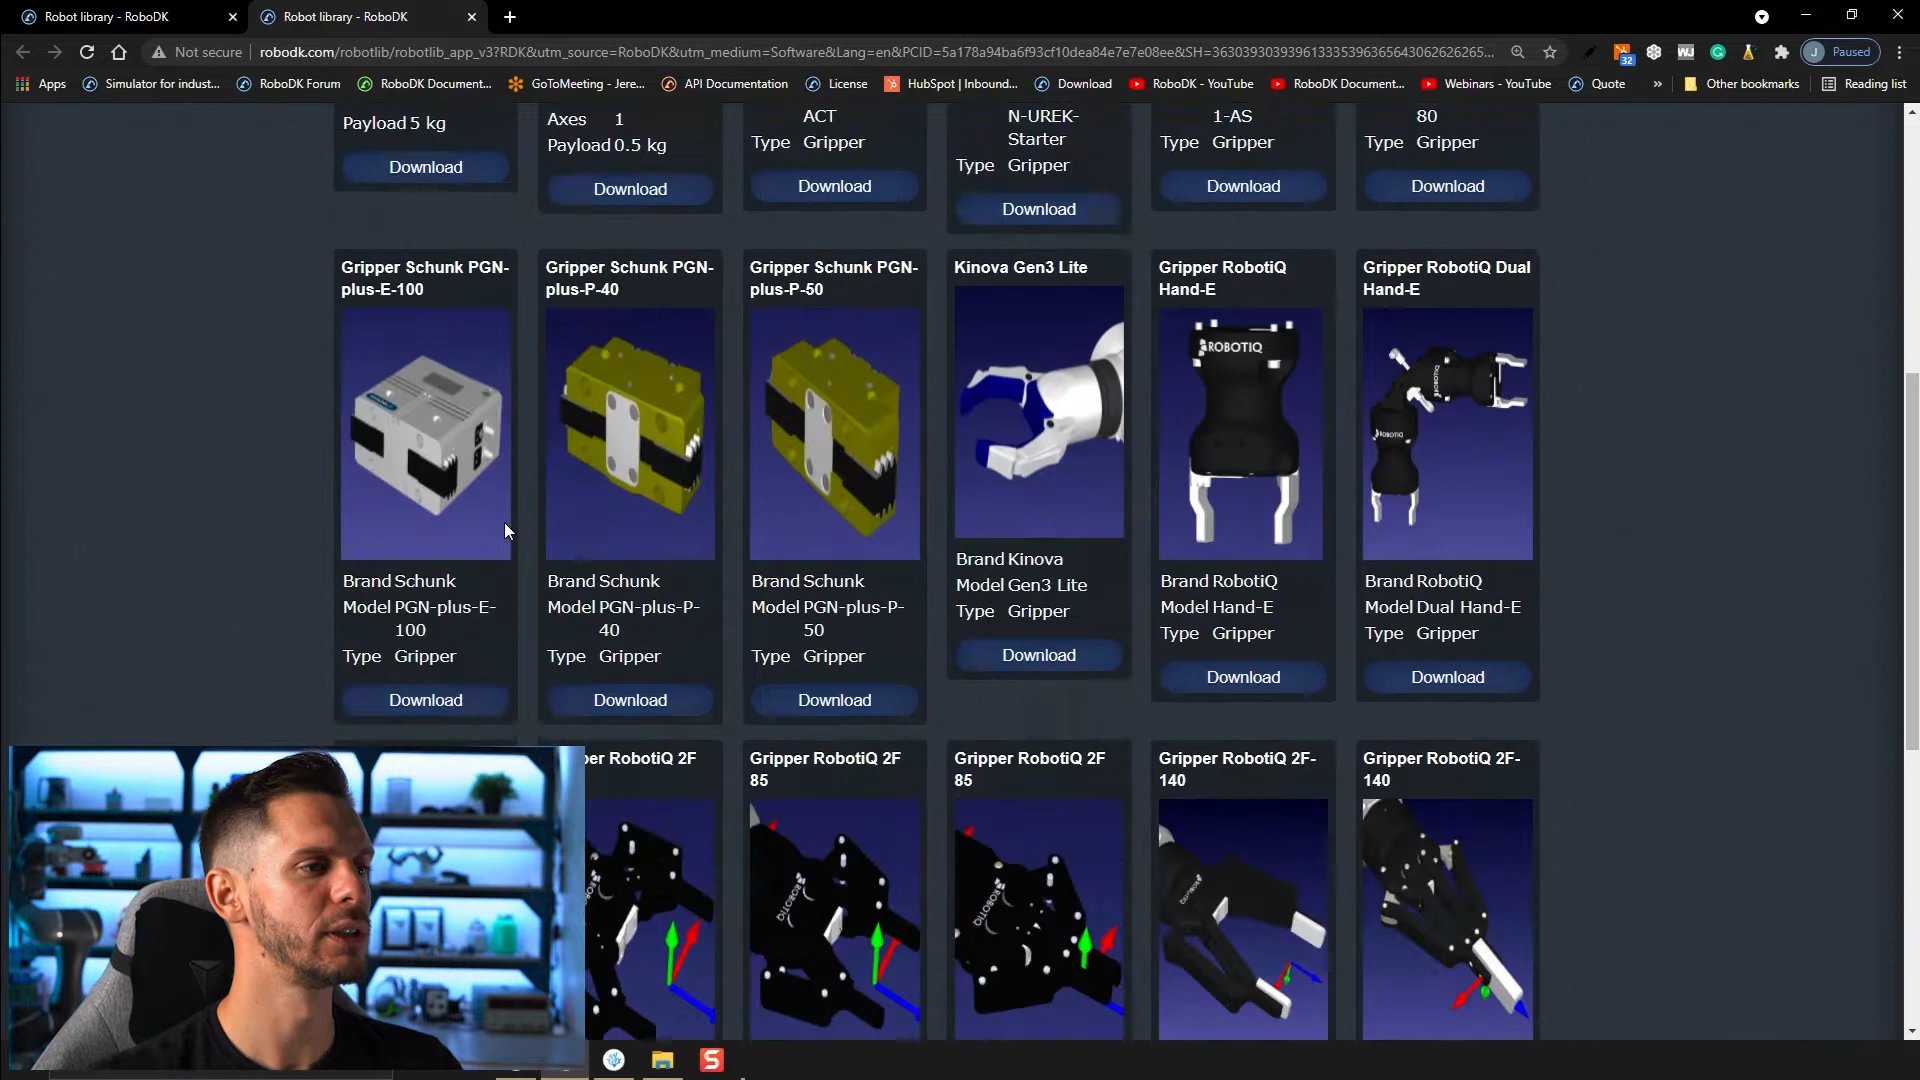 Robot library - RoboDK
Robot library - RoboDK
Not secure
robodk.com/robotlib/robotlib_app_v3?RDK&utm_source=RoboDK&utm_medium=Software&Lang=en&PCID=5a178a94ba6f93cf10dea84e7e7e08ee&SH=363039303939613335396365643062626265...
32
J
Paused
Apps
Simulator for indust...
RoboDK Forum
RoboDK Document...
GoToMeeting - Jere...
API Documentation
License
HubSpot | Inbound...
Download
RoboDK - YouTube
RoboDK Document...
Webinars - YouTube
Quote
»
Other bookmarks
Reading list
Payload 5 kg
Download
Axes 1
Payload 0.5 kg
Download
ACT
Type Gripper
Download
N-UREK-
Starter
Type Gripper
Download
1-AS
Type Gripper
Download
80
Type Gripper
Download
Gripper Schunk PGN-
plus-E-100
Brand Schunk
Model PGN-plus-E-
100
Type Gripper
Download
Gripper Schunk PGN-
plus-P-40
Brand Schunk
Model PGN-plus-P-
40
Type Gripper
Download
Gripper Schunk PGN-
plus-P-50
Brand Schunk
Model PGN-plus-P-
50
Type Gripper
Download
Kinova Gen3 Lite
Brand Kinova
Model Gen3 Lite
Type Gripper
Download
Gripper RobotiQ
Hand-E
ROBOTIQ
Brand RobotiQ
Model Hand-E
Type Gripper
Download
Gripper RobotiQ Dual
Hand-E
ROBOTIQ
ROBOTIQ
Brand RobotiQ
Model Dual Hand-E
Type Gripper
Download
per RobotiQ 2F
ROBOTIQ
Gripper RobotiQ 2F
85
ROBOTIQ
Gripper RobotiQ 2F
85
ROBOTIQ
Gripper RobotiQ 2F-
140
ROBOTIQ
Gripper RobotiQ 2F-
140
S